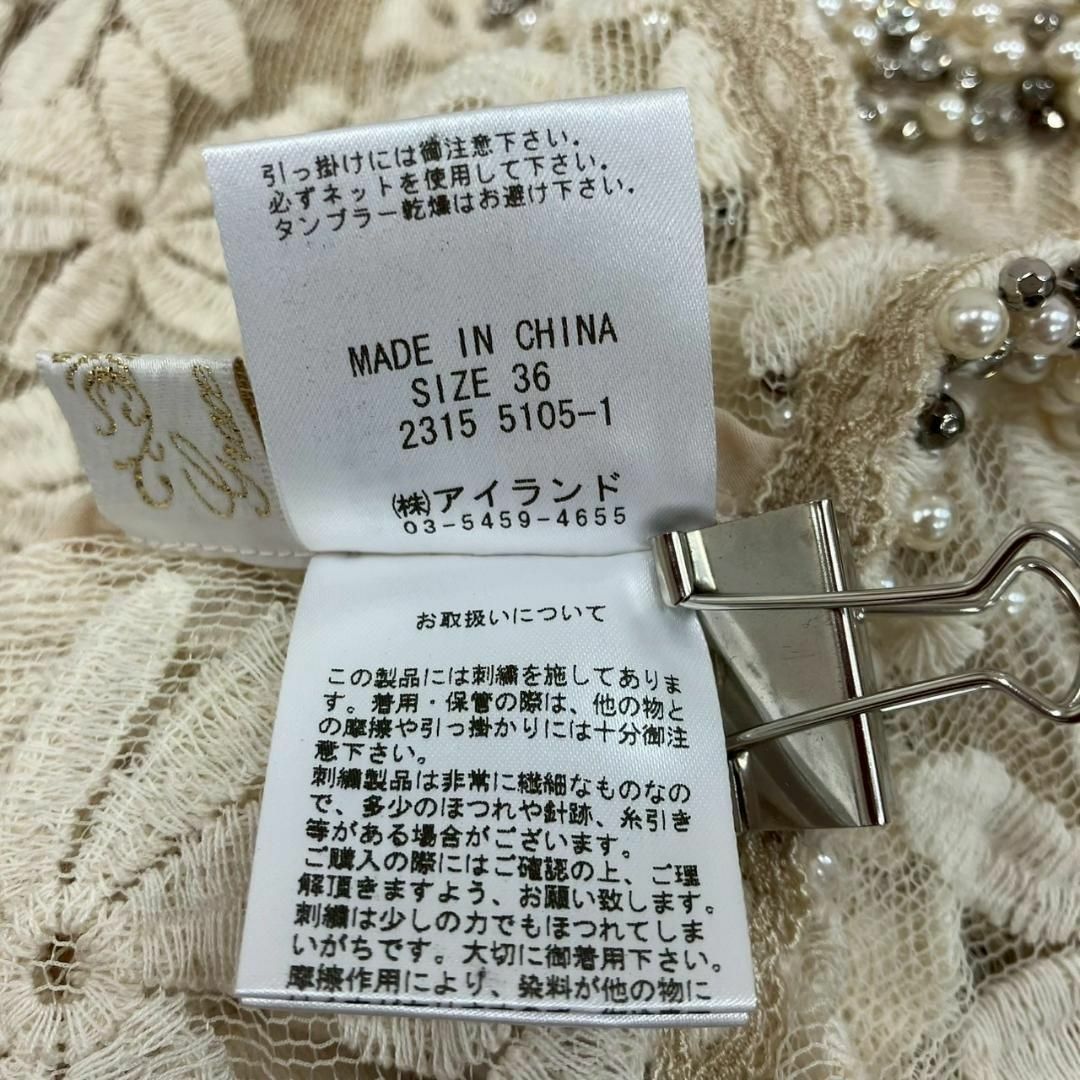 引っ掛けには御注意下さい。
必ずネットを使用して下さい。
タンブラー乾燥はお避け下さい。
MADE IN CHINA
SIZE 36
2315 5105-1
㈱アイランド
03-5459-4655
お取扱いについて
この製品には刺繍を施してありま
す。着用・保管の際は、他の物と
の摩擦や引っ掛かりには十分御注
意下さい。
刺繍製品は非常に繊細なものなの
で、多少のほつれや針跡、糸引き
等がある場合がございます。
ご購入の際にはご確認の上、ご理
解頂きますよう、お願い致します。
刺繍は少しの力でもほつれてしま
いがちです。大切に御着用下さい。
摩擦作用により、染料が他の物に